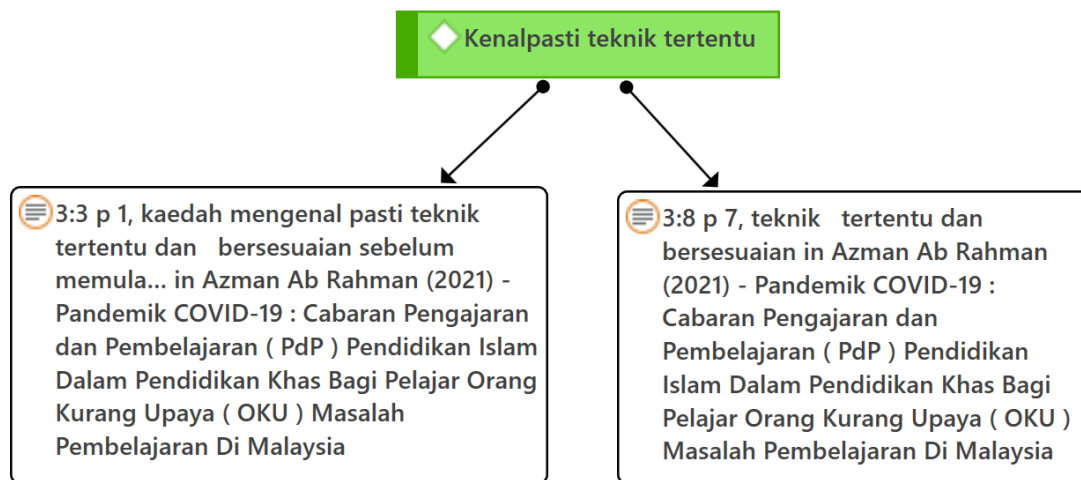 Kenalpasti teknik tertentu
3:3 p 1, kaedah mengenal pasti teknik
tertentu dan bersesuaian sebelum
memula... in Azman Ab Rahman (2021) -
Pandemik COVID-19 : Cabaran Pengajaran
dan Pembelajaran ( PdP ) Pendidikan Islam
Dalam Pendidikan Khas Bagi Pelajar Orang
Kurang Upaya ( OKU ) Masalah
Pembelajaran Di Malaysia
3:8 p 7, teknik tertentu dan
bersesuaian in Azman Ab Rahman
(2021) - Pandemik COVID-19 :
Cabaran Pengajaran dan
Pembelajaran ( PdP ) Pendidikan
Islam Dalam Pendidikan Khas Bagi
Pelajar Orang Kurang Upaya ( OKU )
Masalah Pembelajaran Di Malaysia